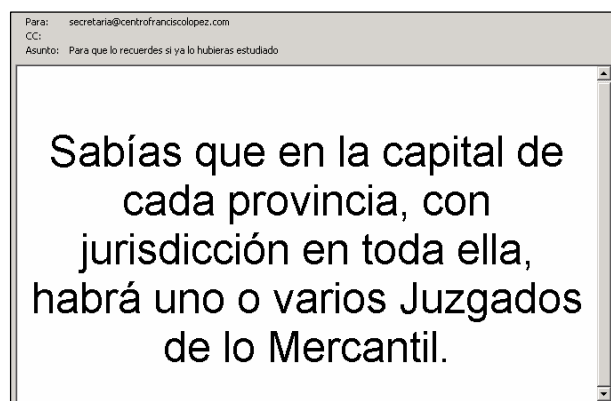 Para: secretaria@centrofranciscolopez.com
CC:
Asunto: Para que lo recuerdes si ya lo hubieras estudiado
Sabías que en la capital de
cada provincia, con
jurisdicción en toda ella,
habrá uno o varios Juzgados
de lo Mercantil.